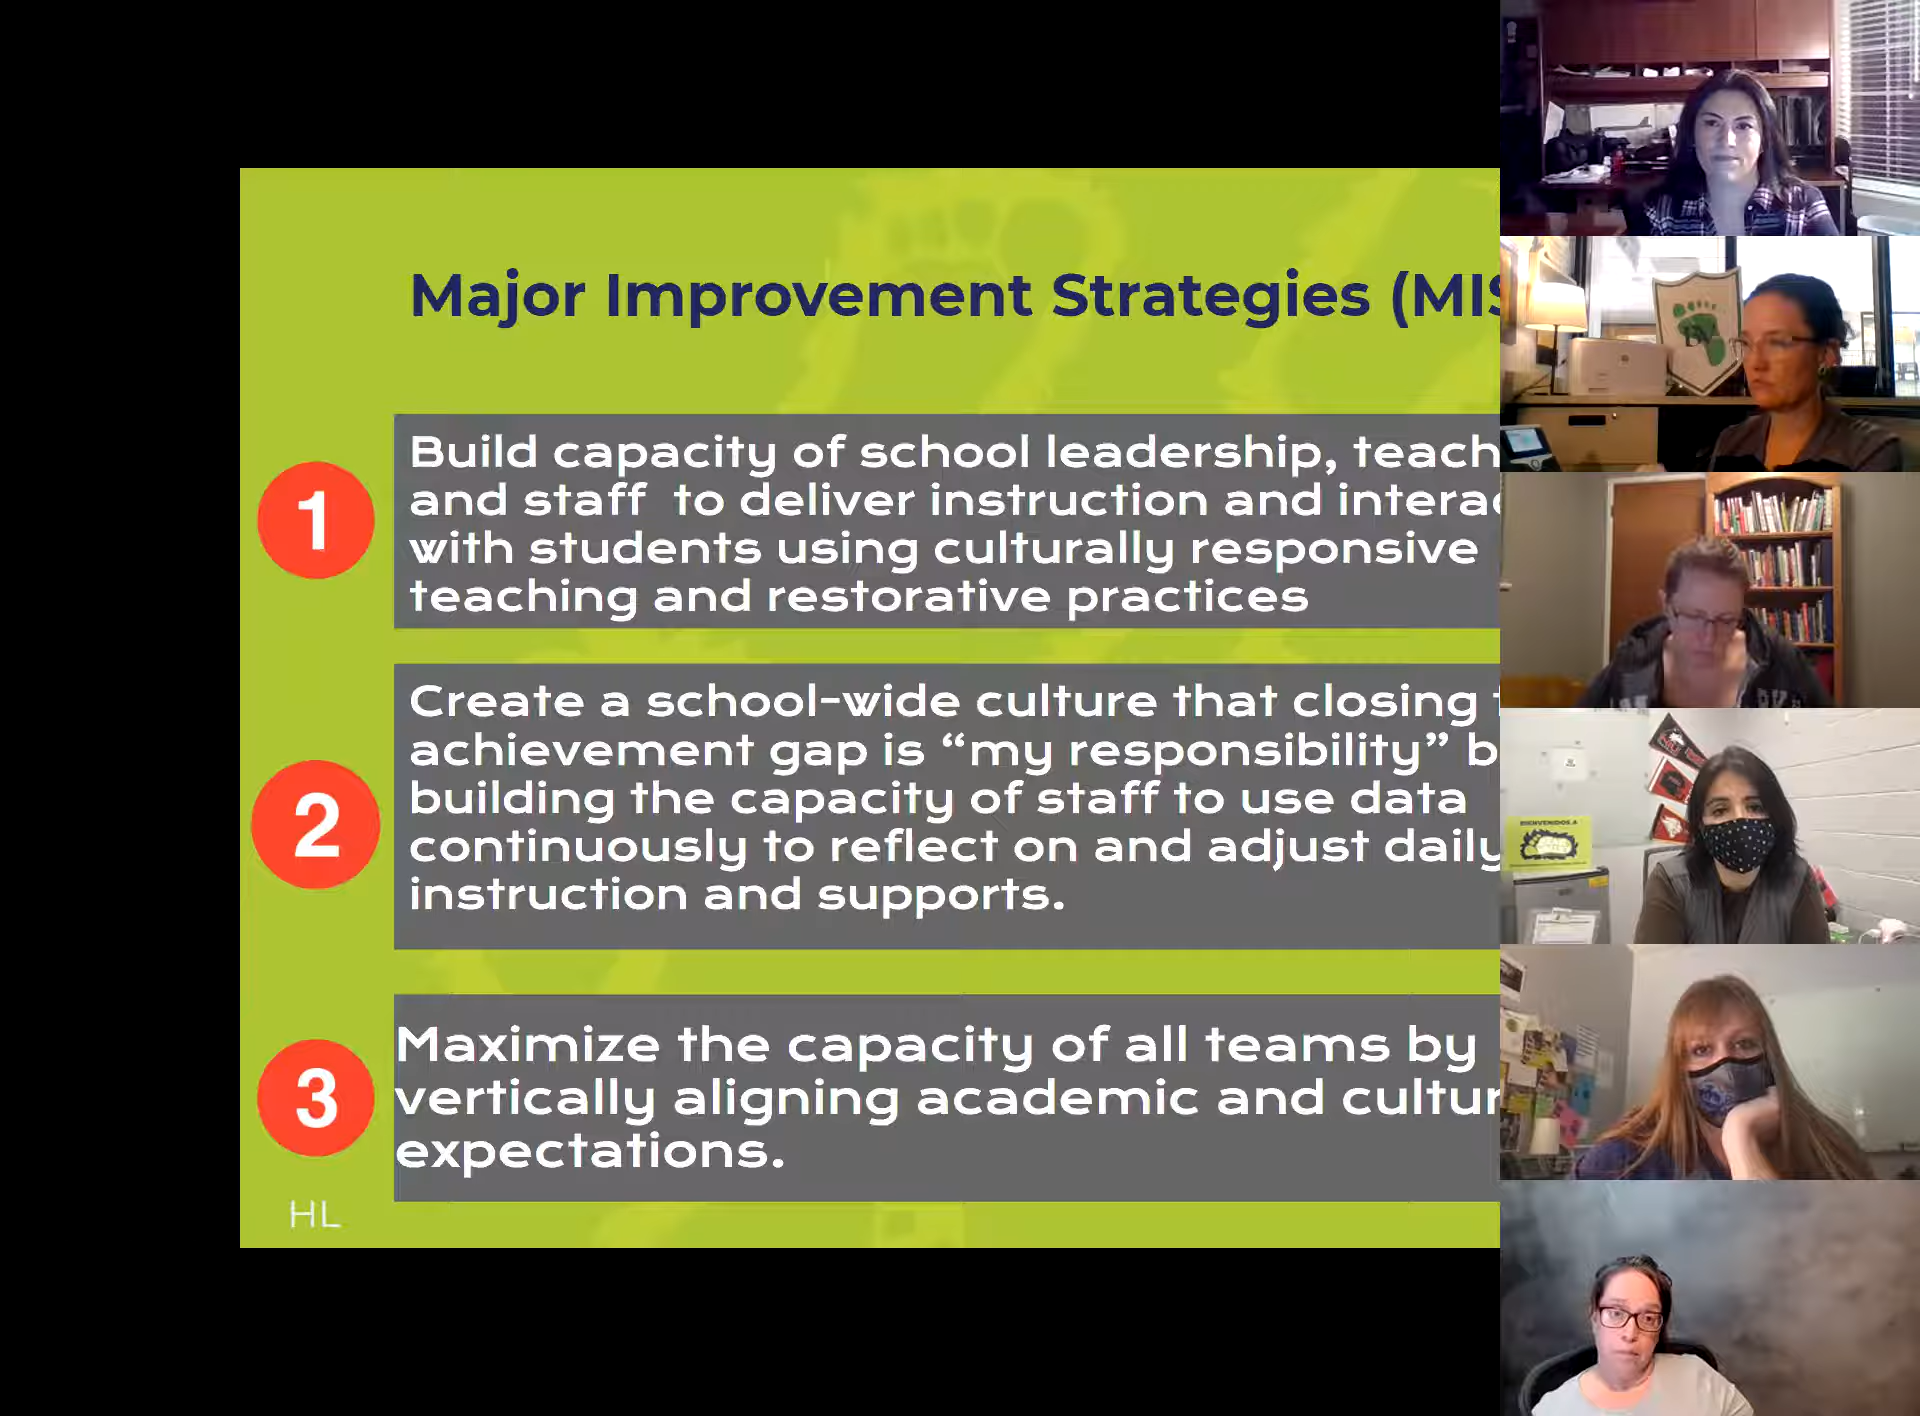 Major Improvement Strategies (MIS
1
Build capacity of school leadership, teach
and staff to deliver instruction and interac
with students using culturally responsive
teaching and restorative practices
2
Create a school-wide culture that closing t
achievement gap is “my responsibility” b
building the capacity of staff to use data
continuously to reflect on and adjust daily
instruction and supports.
3
Maximize the capacity of all teams by
vertically aligning academic and cultur
expectations.
HL
BIENVENIDOS A